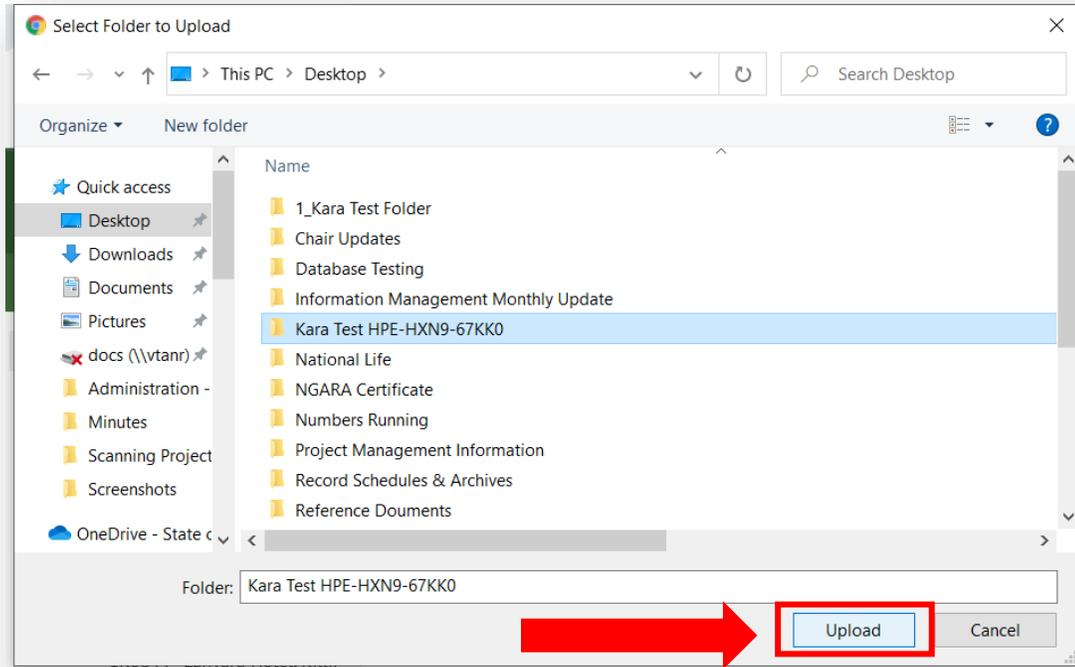 Select Folder to Upload
This PC > Desktop >
Search Desktop
Organize
New folder
?
Name
Quick access
Desktop
Downloads
Documents
Pictures
docs (\\vtanr)
Administration -
Minutes
Scanning Project
Screenshots
OneDrive - State c
1_Kara Test Folder
Chair Updates
Database Testing
Information Management Monthly Update
Kara Test HPE-HXN9-67KK0
National Life
NGARA Certificate
Numbers Running
Project Management Information
Record Schedules & Archives
Reference Douments
Folder: Kara Test HPE-HXN9-67KK0
Upload
Cancel